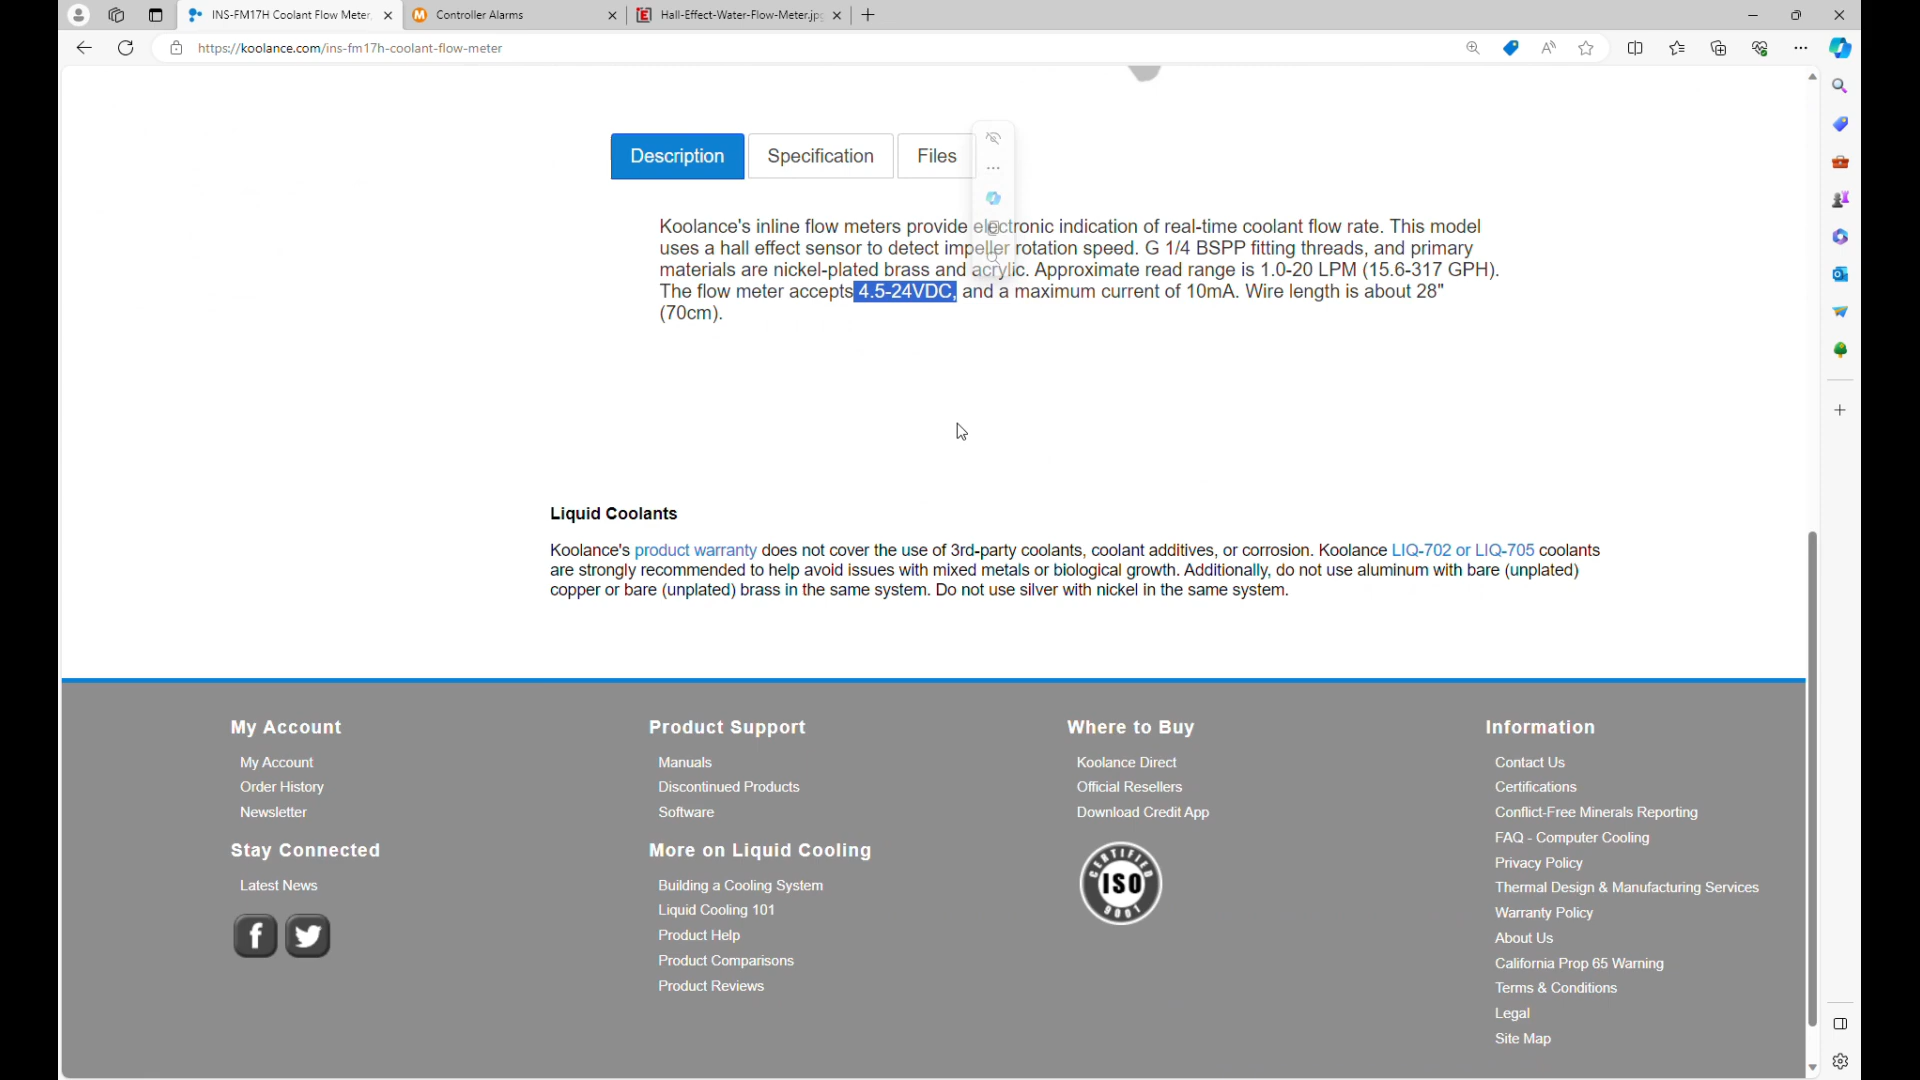 INS-FM17H Coolant Flow Meter,
Controller Alarms
Hall-Effect-Water-Flow-Meter.jp
https://koolance.com/ins-fm17h-coolant-flow-meter
Description
Specification
Files
Koolance's inline flow meters provide electronic indication of real-time coolant flow rate. This model
uses a hall effect sensor to detect impeller rotation speed. G 1/4 BSPP fitting threads, and primary
materials are nickel-plated brass and acrylic. Approximate read range is 1.0-20 LPM (15.6-317 GPH).
The flow meter accepts 4.5-24VDC, and a maximum current of 10mA. Wire length is about 28"
(70cm).
Liquid Coolants
Koolance's product warranty does not cover the use of 3rd-party coolants, coolant additives, or corrosion. Koolance LIQ-702 or LIQ-705 coolants
are strongly recommended to help avoid issues with mixed metals or biological growth. Additionally, do not use aluminum with bare (unplated)
copper or bare (unplated) brass in the same system. Do not use silver with nickel in the same system.
My Account
My Account
Order History
Newsletter
Stay Connected
Latest News
Product Support
Manuals
Discontinued Products
Software
More on Liquid Cooling
Building a Cooling System
Liquid Cooling 101
Product Help
Product Comparisons
Product Reviews
Where to Buy
Koolance Direct
Official Resellers
Download Credit App
CERTIFIED
ISO
9001
Information
Contact Us
Certifications
Conflict-Free Minerals Reporting
FAQ - Computer Cooling
Privacy Policy
Thermal Design & Manufacturing Services
Warranty Policy
About Us
California Prop 65 Warning
Terms & Conditions
Legal
Site Map